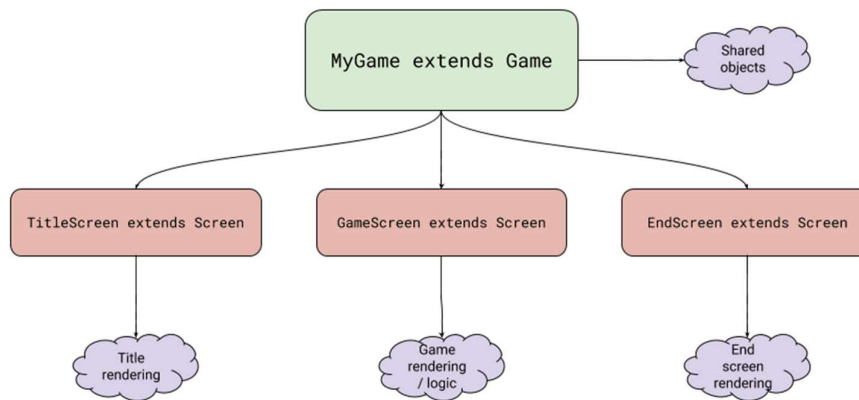 MyGame extends Game
Shared
objects
TitleScreen extends Screen
GameScreen extends Screen
EndScreen extends Screen
Title
rendering
Game
rendering
/ logic
End
screen
rendering